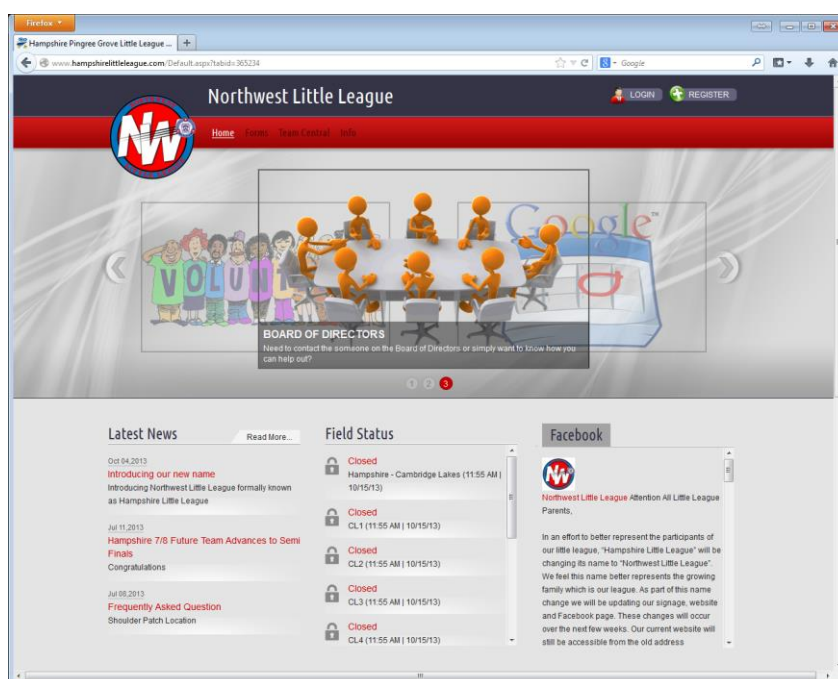 Firefox
Hampshire Pingree Grove Little League ...
www.hampshirelittleleague.com/Default.aspx?tabid=365234
Google
Northwest Little League
LOGIN
REGISTER
NW
Home Forms Team Central Info
VOLUNT
Google
BOARD OF DIRECTORS
Need to contact the someone on the Board of Directors or simply want to know how you
can help out?
1 2 3
Latest News
Read More...
Oct 04,2013
Introducing our new name
Introducing Northwest Little League formally known
as Hampshire Little League
Jul 11,2013
Hampshire 7/8 Future Team Advances to Semi
Finals
Congratulations
Jul 08,2013
Frequently Asked Question
Shoulder Patch Location
Field Status
Closed
Hampshire - Cambridge Lakes (11:55 AM |
10/15/13)
Closed
CL1 (11:55 AM | 10/15/13)
Closed
CL2 (11:55 AM | 10/15/13)
Closed
CL3 (11:55 AM | 10/15/13)
Closed
CL4 (11:55 AM | 10/15/13)
Facebook
NW
Northwest Little League Attention All Little League
Parents,
In an effort to better represent the participants of
our little league, "Hampshire Little League" will be
changing its name to "Northwest Little League".
We feel this name better represents the growing
family which is our league. As part of this name
change we will be updating our signage, website
and Facebook page. These changes will occur
over the next few weeks. Our current website will
still be accessible from the old address